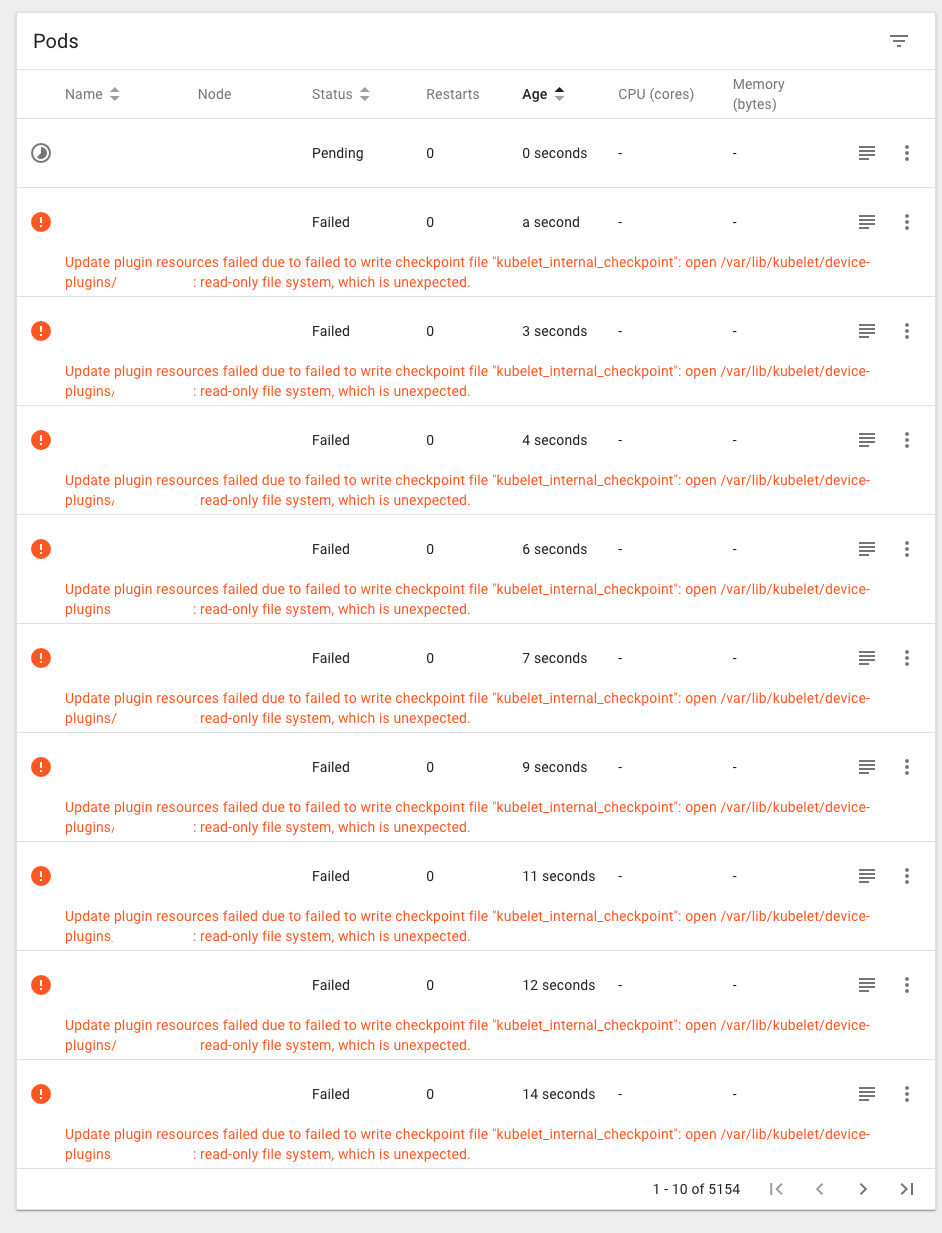 Pods
Name Node Status Restarts Age CPU (cores) Memory (bytes)
Pending 0 0 seconds - -
Failed 0 a second - -
Update plugin resources failed due to failed to write checkpoint file "kubelet_internal_checkpoint": open /var/lib/kubelet/device-
plugins/ : read-only file system, which is unexpected.
Failed 0 3 seconds - -
Update plugin resources failed due to failed to write checkpoint file "kubelet_internal_checkpoint": open /var/lib/kubelet/device-
plugins/ : read-only file system, which is unexpected.
Failed 0 4 seconds - -
Update plugin resources failed due to failed to write checkpoint file "kubelet_internal_checkpoint": open /var/lib/kubelet/device-
plugins/ read-only file system, which is unexpected.
Failed 0 6 seconds - -
Update plugin resources failed due to failed to write checkpoint file "kubelet_internal_checkpoint": open /var/lib/kubelet/device-
plugins : read-only file system, which is unexpected.
Failed 0 7 seconds - -
Update plugin resources failed due to failed to write checkpoint file "kubelet_internal_checkpoint": open /var/lib/kubelet/device-
plugins/ : read-only file system, which is unexpected.
Failed 0 9 seconds - -
Update plugin resources failed due to failed to write checkpoint file "kubelet_internal_checkpoint": open /var/lib/kubelet/device-
plugins/ : read-only file system, which is unexpected.
Failed 0 11 seconds - -
Update plugin resources failed due to failed to write checkpoint file "kubelet_internal_checkpoint": open /var/lib/kubelet/device-
plugins : read-only file system, which is unexpected.
Failed 0 12 seconds - -
Update plugin resources failed due to failed to write checkpoint file "kubelet_internal_checkpoint": open /var/lib/kubelet/device-
plugins/ read-only file system, which is unexpected.
Failed 0 14 seconds - -
Update plugin resources failed due to failed to write checkpoint file "kubelet_internal_checkpoint": open /var/lib/kubelet/device-
plugins : read-only file system, which is unexpected.
1 - 10 of 5154